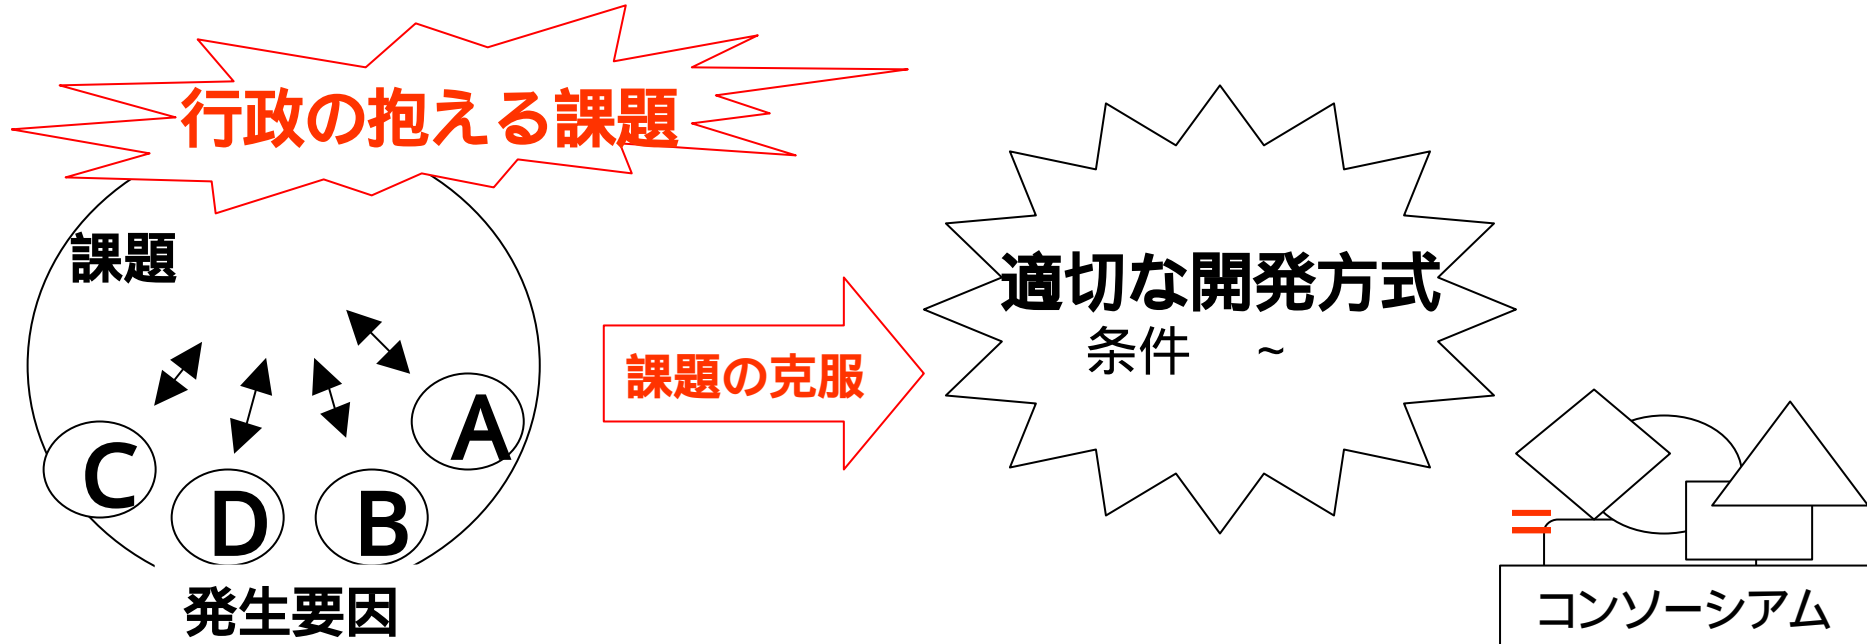 行政の抱える課題
課題
A
C
D
B
発生要因
課題の克服
適切な開発方式
条件　~
=
コンソーシアム